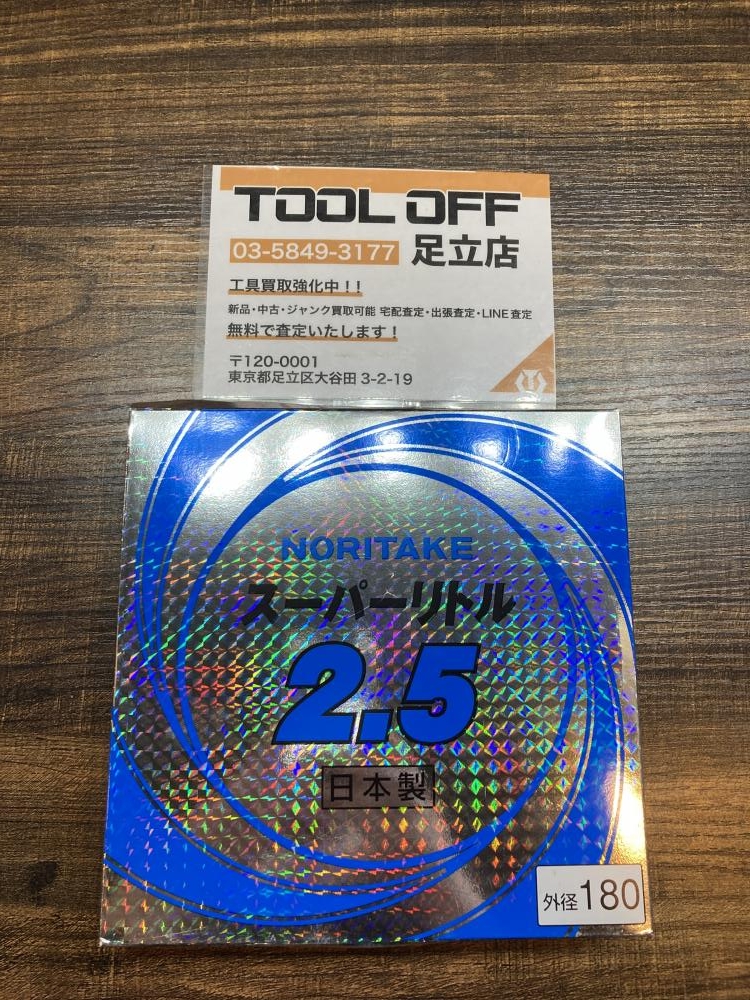 TOOL OFF
03-5849-3177 足立店
工具買取強化中！！
新品・中古・ジャンク買取可能 宅配査定・出張査定・LINE査定
無料で査定いたします！
〒120-0001
東京都足立区大谷田3-2-19
NORITAKE
スーパーリトル
2.5
日本製
外径180